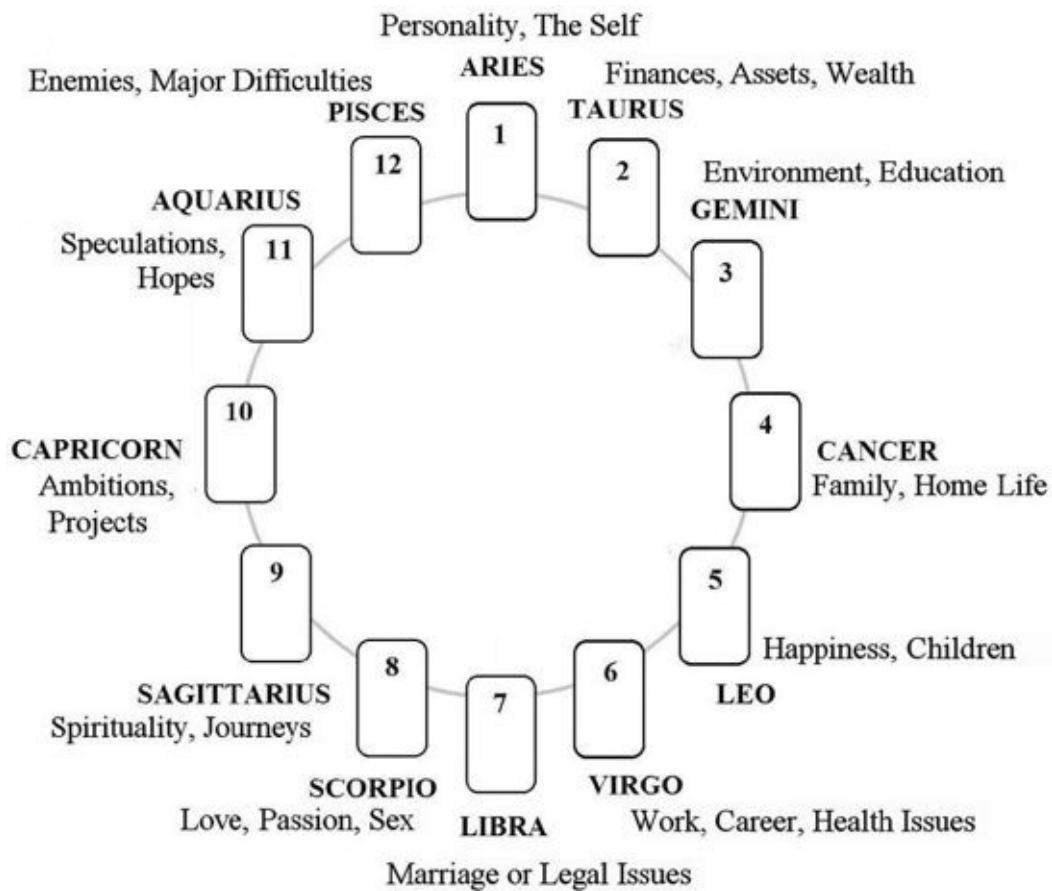 Personality, The Self
ARIES
1
Finances, Assets, Wealth
TAURUS
2
Environment, Education
GEMINI
3
4
CANCER
Family, Home Life
5
Happiness, Children
LEO
6
VIRGO
Work, Career, Health Issues
7
LIBRA
Marriage or Legal Issues
8
SCORPIO
Love, Passion, Sex
9
SAGITTARIUS
Spirituality, Journeys
10
CAPRICORN
Ambitions,
Projects
AQUARIUS
11
Speculations,
Hopes
Enemies, Major Difficulties
PISCES
12